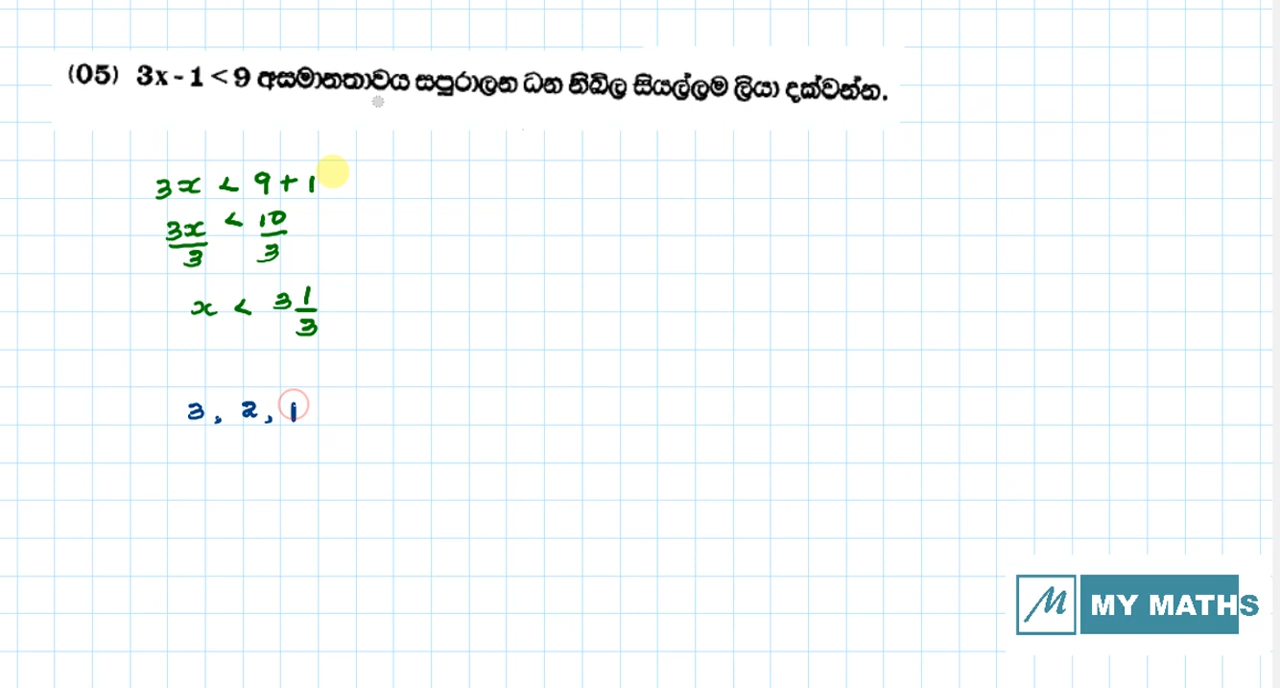 (05) 3x - 1 < 9 අසමානතාවය සපුරාලන ධන නිඛිල සියල්ලම ලියා දක්වන්න.
3x < 9 + 1
3x/3 < 10/3
x < 3 1/3
3, 2, 1
M MY MATHS